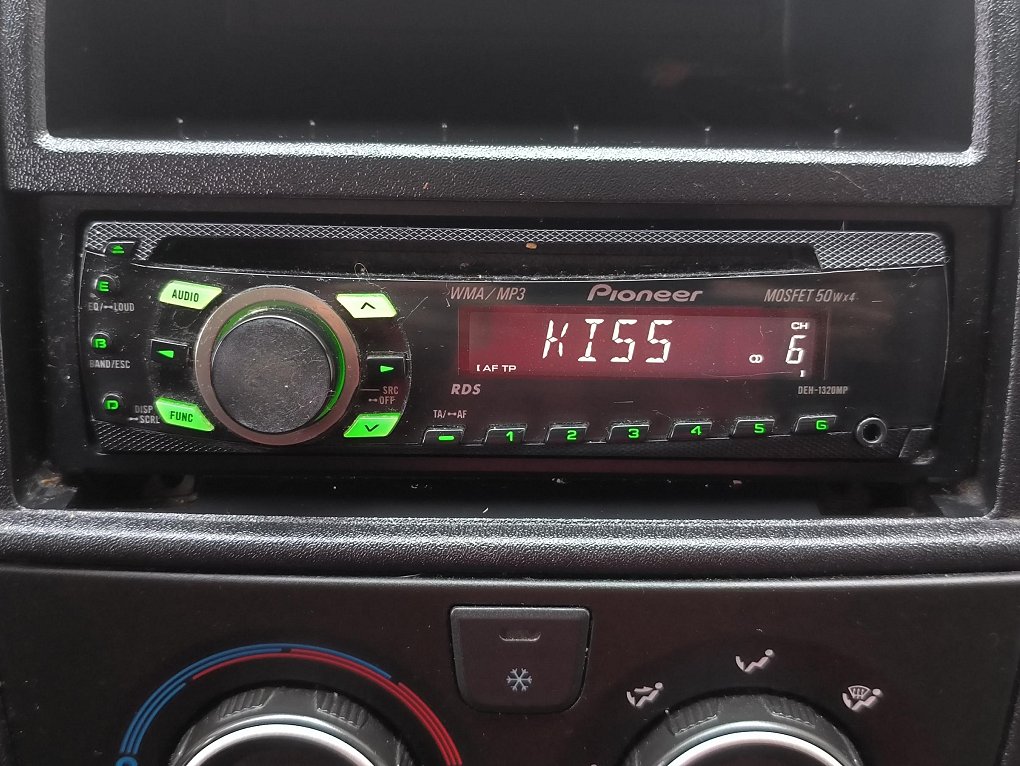 WMA/MP3 Pioneer MOSFET 50Wx4
E
EQ/LOUD
AUDIO
B
BAND/ESC
D
DISP
SCRL
FUNC
SRC
OFF
KISS
CH
6
AF TP
RDS
DEH-1320MP
TA/AF
1 2 3 4 5 6